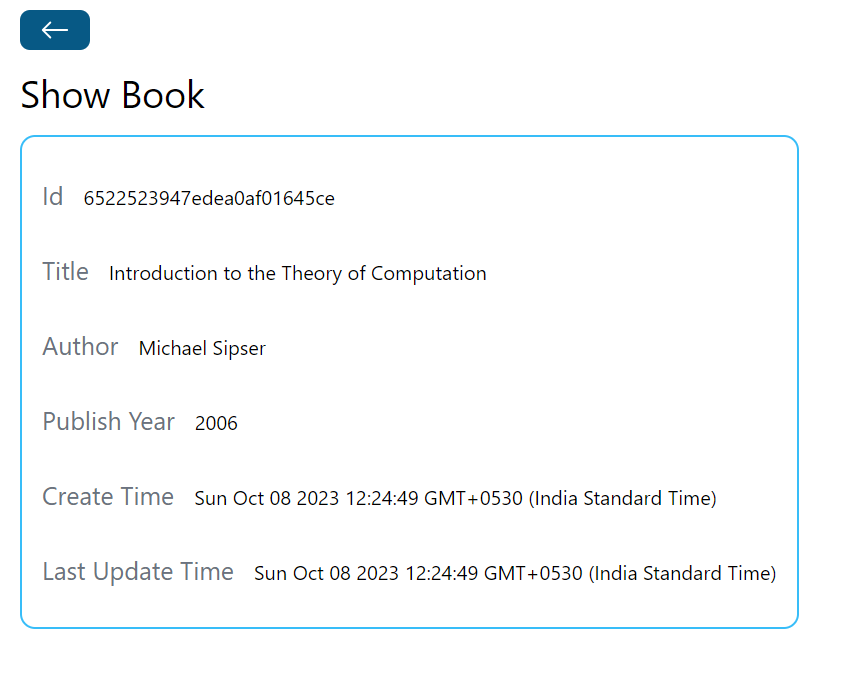 Show Book
Id 6522523947edea0af01645ce
Title Introduction to the Theory of Computation
Author Michael Sipser
Publish Year 2006
Create Time Sun Oct 08 2023 12:24:49 GMT+0530 (India Standard Time)
Last Update Time Sun Oct 08 2023 12:24:49 GMT+0530 (India Standard Time)